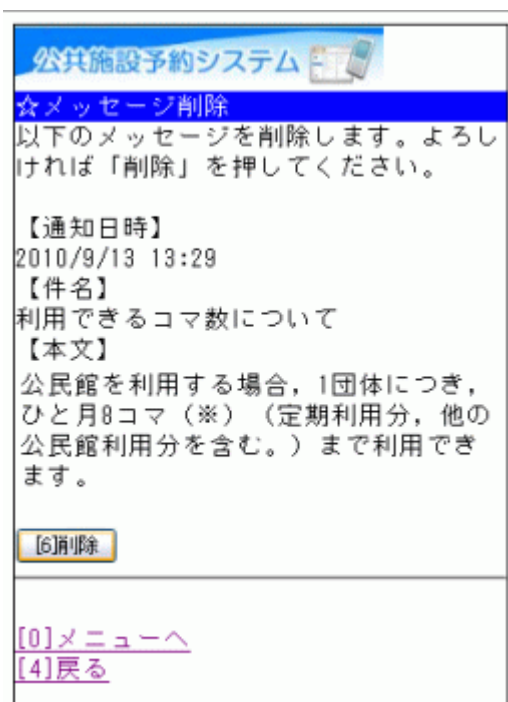 公共施設予約システム
☆メッセージ削除
以下のメッセージを削除します。よろし
ければ「削除」を押してください。
【通知日時】
2010/9/13 13:29
【件名】
利用できるコマ数について
【本文】
公民館を利用する場合，1団体につき，
ひと月8コマ（※）（定期利用分，他の
公民館利用分を含む。）まで利用でき
ます。
[6]削除
[0]メニューへ
[4]戻る